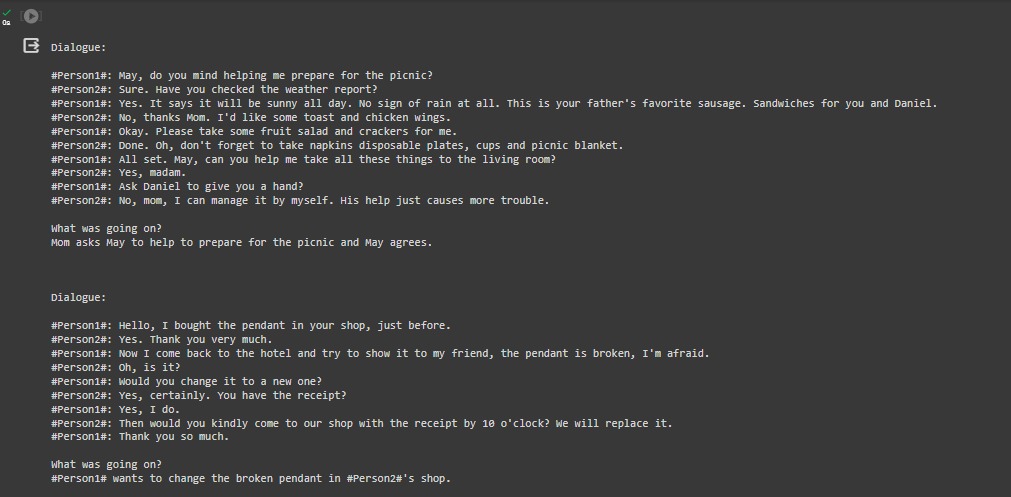 0s
Dialogue:
#Person1#: May, do you mind helping me prepare for the picnic?
#Person2#: Sure. Have you checked the weather report?
#Person1#: Yes. It says it will be sunny all day. No sign of rain at all. This is your father's favorite sausage. Sandwiches for you and Daniel.
#Person2#: No, thanks Mom. I'd like some toast and chicken wings.
#Person1#: Okay. Please take some fruit salad and crackers for me.
#Person2#: Done. Oh, don't forget to take napkins disposable plates, cups and picnic blanket.
#Person1#: All set. May, can you help me take all these things to the living room?
#Person2#: Yes, madam.
#Person1#: Ask Daniel to give you a hand?
#Person2#: No, mom, I can manage it by myself. His help just causes more trouble.
What was going on?
Mom asks May to help to prepare for the picnic and May agrees.
Dialogue:
#Person1#: Hello, I bought the pendant in your shop, just before.
#Person2#: Yes. Thank you very much.
#Person1#: Now I come back to the hotel and try to show it to my friend, the pendant is broken, I'm afraid.
#Person2#: Oh, is it?
#Person1#: Would you change it to a new one?
#Person2#: Yes, certainly. You have the receipt?
#Person1#: Yes, I do.
#Person2#: Then would you kindly come to our shop with the receipt by 10 o'clock? We will replace it.
#Person1#: Thank you so much.
What was going on?
#Person1# wants to change the broken pendant in #Person2#'s shop.